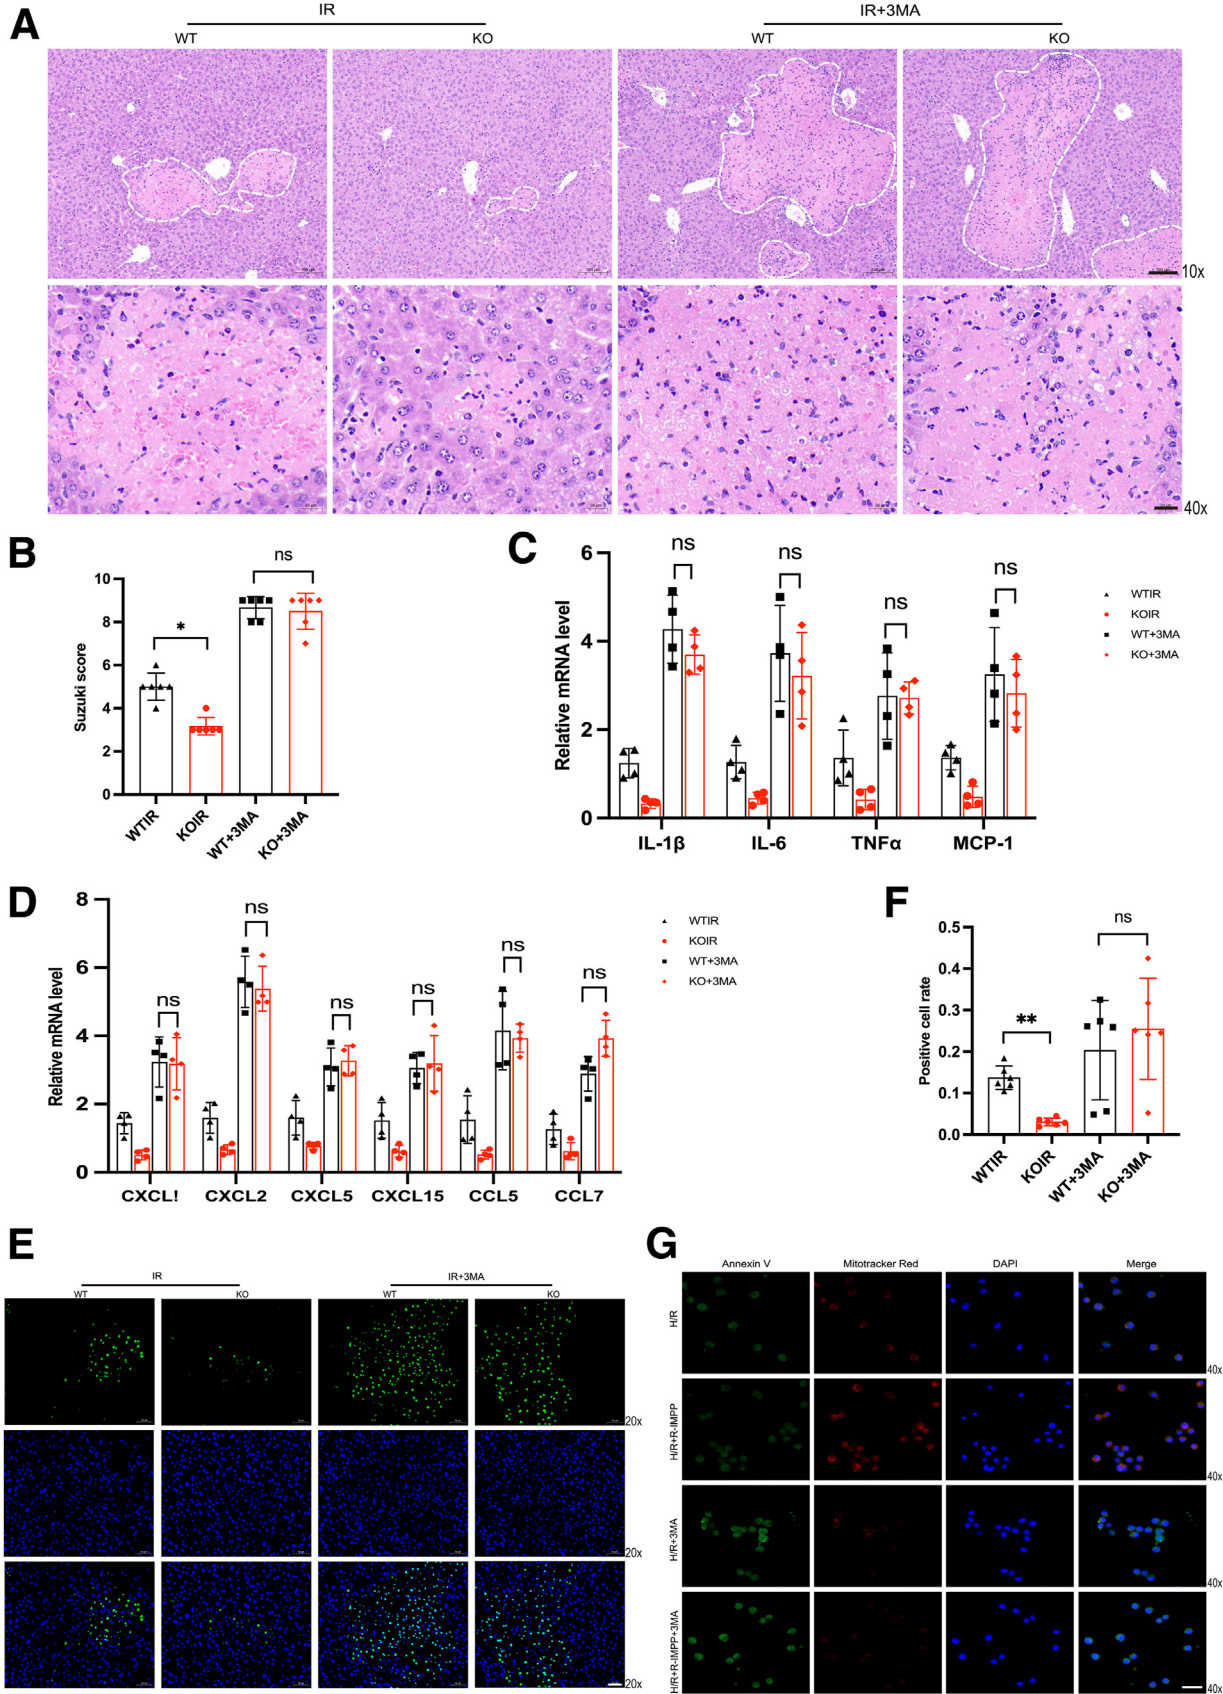 A
IR
IR+3MA
WT
KO
WT
KO
10x
40x
B
Suzuki score
10
8
6
4
2
0
*
ns
WTIR
KOIR
WT+3MA
KO+3MA
C
Relative mRNA level
6
4
2
0
ns
ns
ns
ns
IL-1β
IL-6
TNFα
MCP-1
WTIR
KOIR
WT+3MA
KO+3MA
D
Relative mRNA level
8
6
4
2
0
ns
ns
ns
ns
ns
ns
CXCL!
CXCL2
CXCL5
CXCL15
CCL5
CCL7
WTIR
KOIR
WT+3MA
KO+3MA
F
Positive cell rate
0.5
0.4
0.3
0.2
0.1
0.0
**
ns
WTIR
KOIR
WT+3MA
KO+3MA
E
IR
IR+3MA
WT
KO
WT
KO
20x
20x
20x
G
Annexin V
Mitotracker Red
DAPI
Merge
H/R
40x
H/R+R-IMPP
40x
H/R+3MA
40x
H/R+R-IMPP+3MA
40x